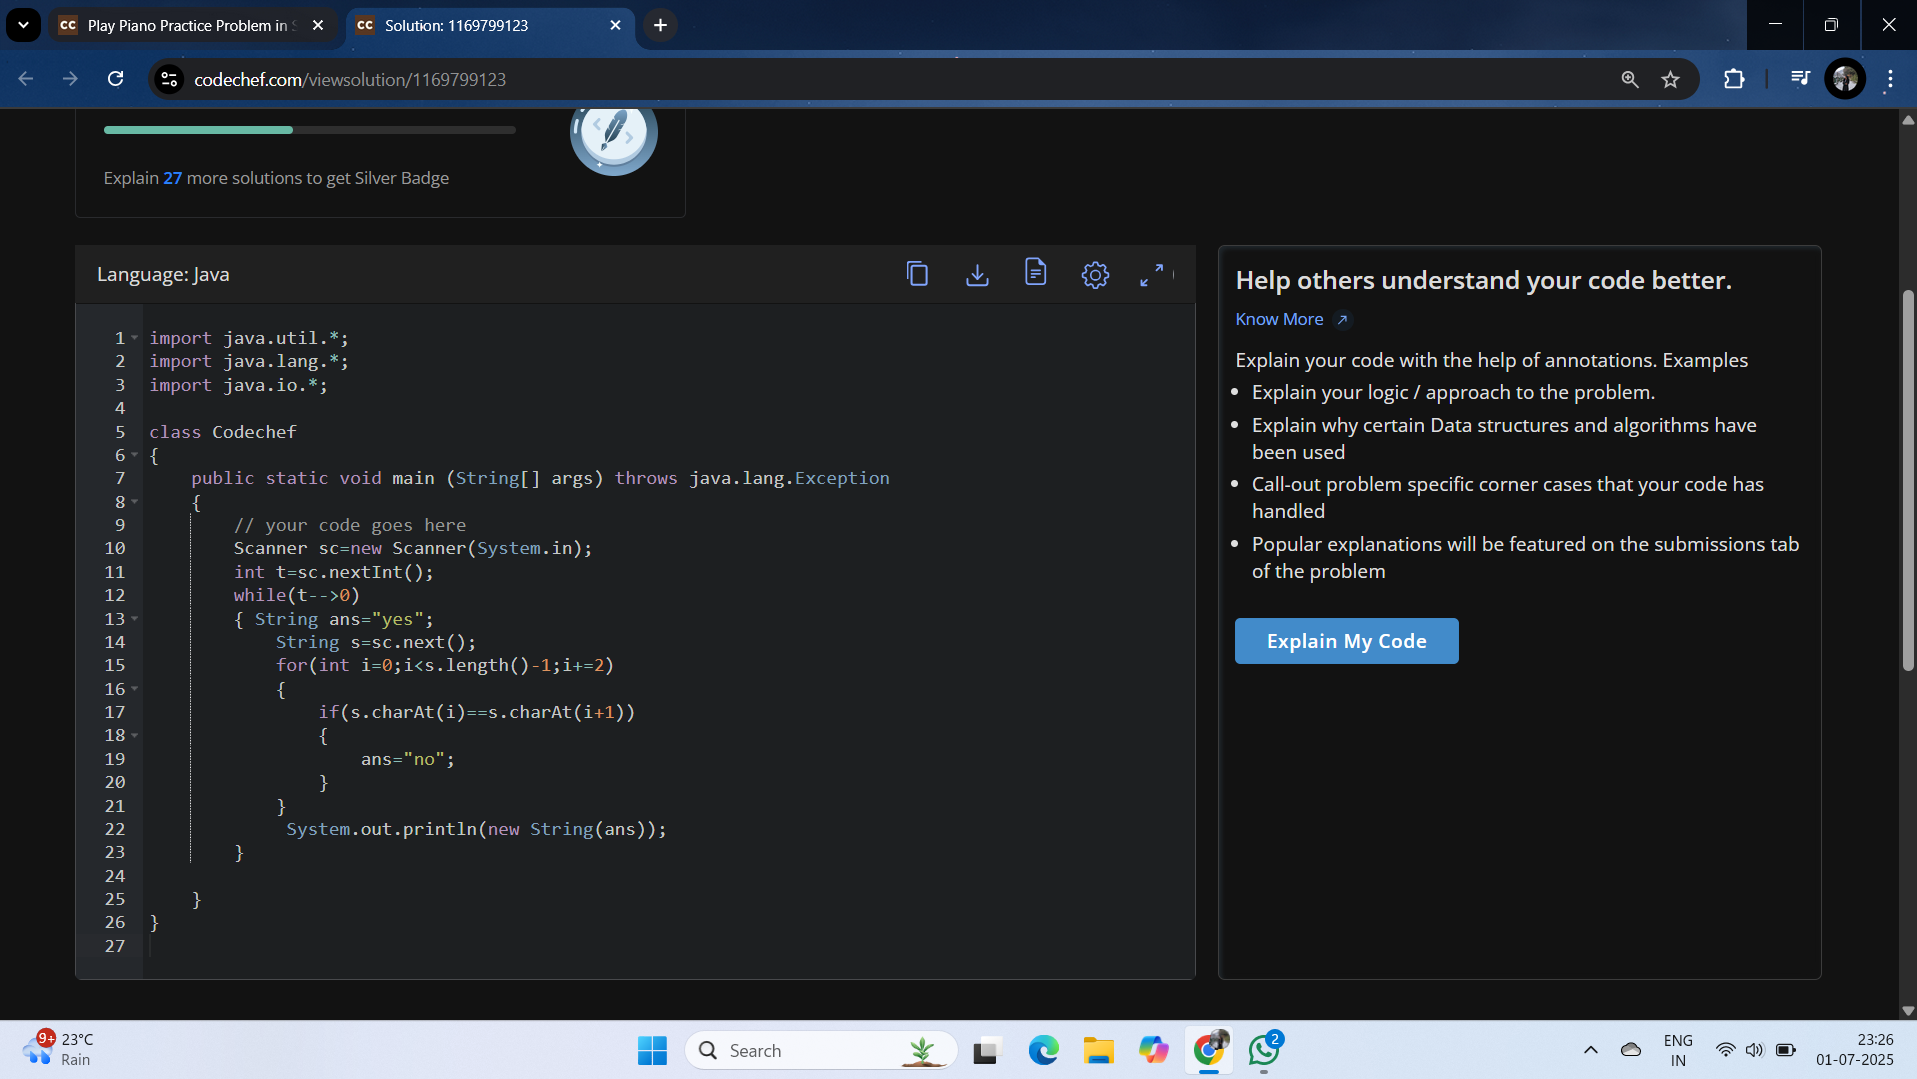 Play Piano Practice Problem in S
Solution: 1169799123
codechef.com/viewsolution/1169799123
Explain 27 more solutions to get Silver Badge
Language: Java
1 import java.util.*;
2 import java.lang.*;
3 import java.io.*;
4
5 class Codechef
6 {
7     public static void main (String[] args) throws java.lang.Exception
8     {
9         // your code goes here
10         Scanner sc=new Scanner(System.in);
11         int t=sc.nextInt();
12         while(t-->0)
13         { String ans="yes";
14             String s=sc.next();
15             for(int i=0;i<s.length()-1;i+=2)
16             {
17                 if(s.charAt(i)==s.charAt(i+1))
18                 {
19                     ans="no";
20                 }
21             }
22              System.out.println(new String(ans));
23         }
24
25     }
26 }
27
Help others understand your code better.
Know More
Explain your code with the help of annotations. Examples
• Explain your logic / approach to the problem.
• Explain why certain Data structures and algorithms have
been used
• Call-out problem specific corner cases that your code has
handled
• Popular explanations will be featured on the submissions tab
of the problem
Explain My Code
9+
23°C
Rain
Search
2
ENG
IN
23:26
01-07-2025